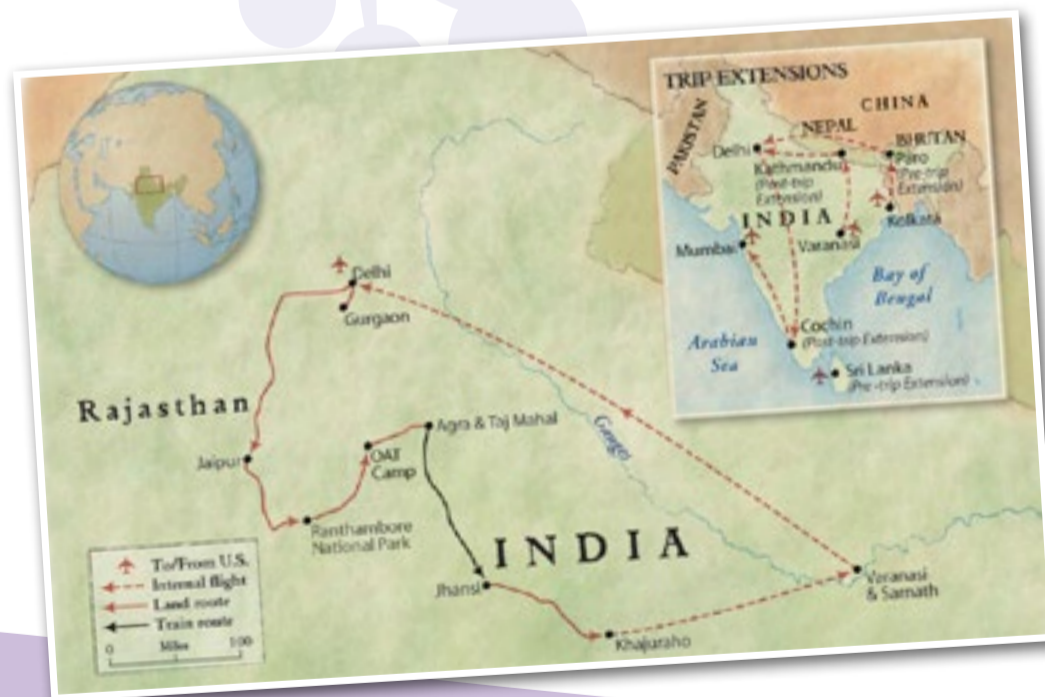 TRIP EXTENSIONS
CHINA
PAKISTAN
NEPAL
BHUTAN
Delhi
Kathmandu
(Post-trip
Extension)
Paro
(Pre-trip
Extension)
INDIA
Kolkata
Mumbai
Varanasi
Bay of
Bengal
Cochin
(Post-trip Extension)
Arabian
Sea
Sri Lanka
(Pre-trip Extension)
Delhi
Gurgaon
Rajasthan
Jaipur
Agra & Taj Mahal
OAT
Camp
Ganges
Ranthambore
National Park
INDIA
Jhansi
Varanasi
& Sarnath
Khajuraho
To/From U.S.
Internal flight
Land route
Train route
0 Miles 100